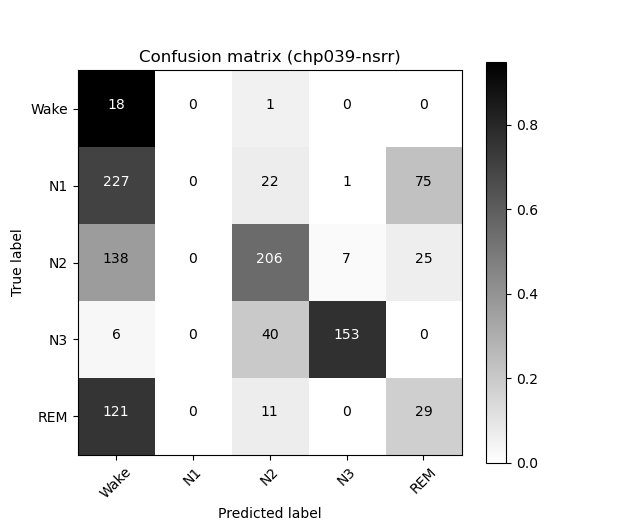 Confusion matrix (chp039-nsrr)
Wake 18 0 1 0 0
N1 227 0 22 1 75
N2 138 0 206 7 25
N3 6 0 40 153 0
REM 121 0 11 0 29
Wake N1 N2 N3 REM
Predicted label
True label
0.8
0.6
0.4
0.2
0.0